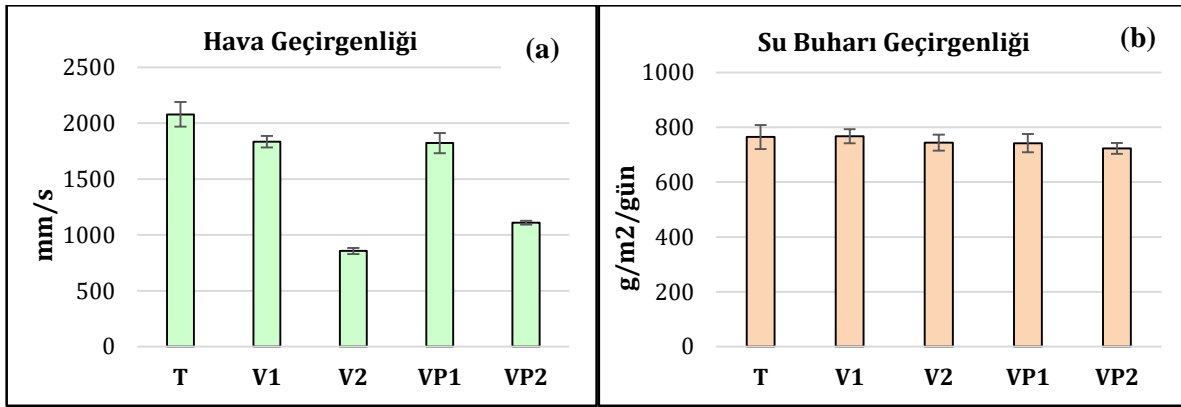 Hava Geçirgenliği
(a)
2500
2000
1500
1000
500
0
mm/s
T V1 V2 VP1 VP2
Su Buharı Geçirgenliği
(b)
1000
800
600
400
200
0
g/m2/gün
T V1 V2 VP1 VP2